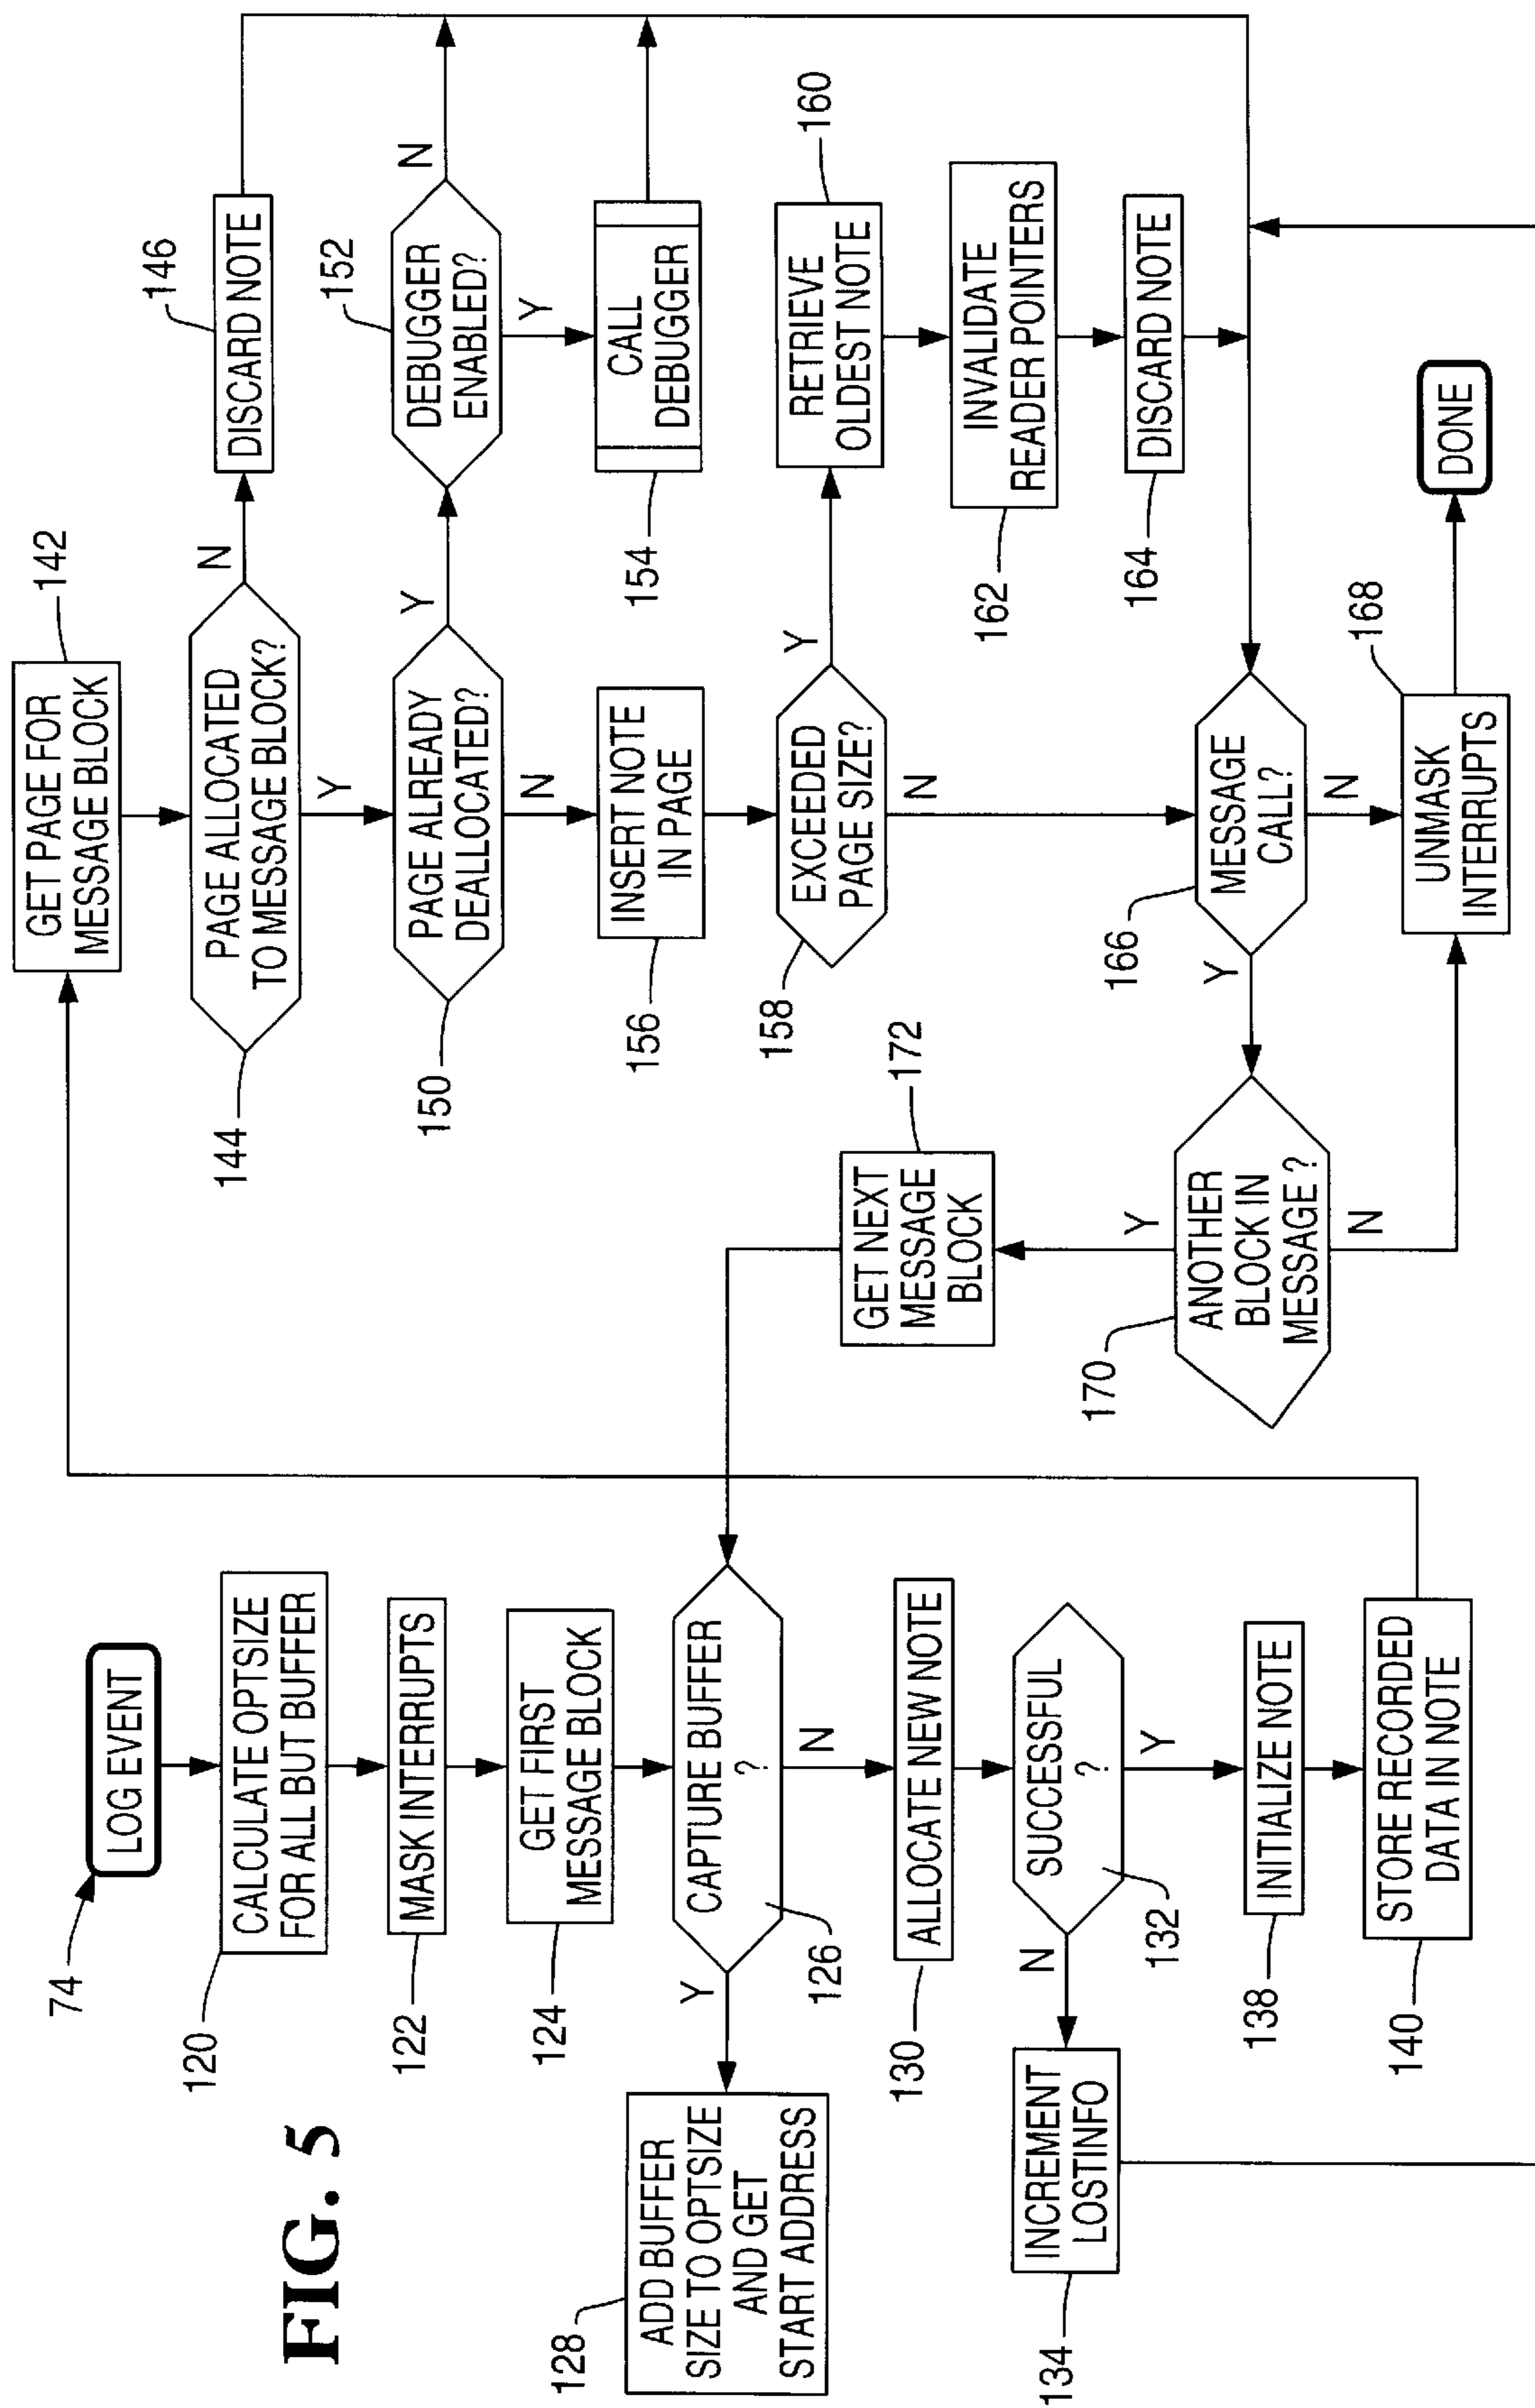 FIG. 5
74
LOG EVENT
120
CALCULATE OPTSIZE
FOR ALL BUT BUFFER
122
MASK INTERRUPTS
124
GET FIRST
MESSAGE BLOCK
126
CAPTURE BUFFER
?
Y
N
128
ADD BUFFER
SIZE TO OPTSIZE
AND GET
START ADDRESS
130
ALLOCATE NEW NOTE
132
SUCCESSFUL
?
N
Y
134
INCREMENT
LOSTINFO
138
INITIALIZE NOTE
140
STORE RECORDED
DATA IN NOTE
142
GET PAGE FOR
MESSAGE BLOCK
144
PAGE ALLOCATED
TO MESSAGE BLOCK?
N
Y
146
DISCARD NOTE
150
PAGE ALREADY
DEALLOCATED?
Y
N
152
DEBUGGER
ENABLED?
N
Y
154
CALL
DEBUGGER
156
INSERT NOTE
IN PAGE
158
EXCEEDED
PAGE SIZE?
Y
N
160
RETRIEVE
OLDEST NOTE
162
INVALIDATE
READER POINTERS
164
DISCARD NOTE
166
MESSAGE
CALL?
Y
N
168
UNMASK
INTERRUPTS
DONE
170
ANOTHER
BLOCK IN
MESSAGE ?
Y
N
172
GET NEXT
MESSAGE
BLOCK